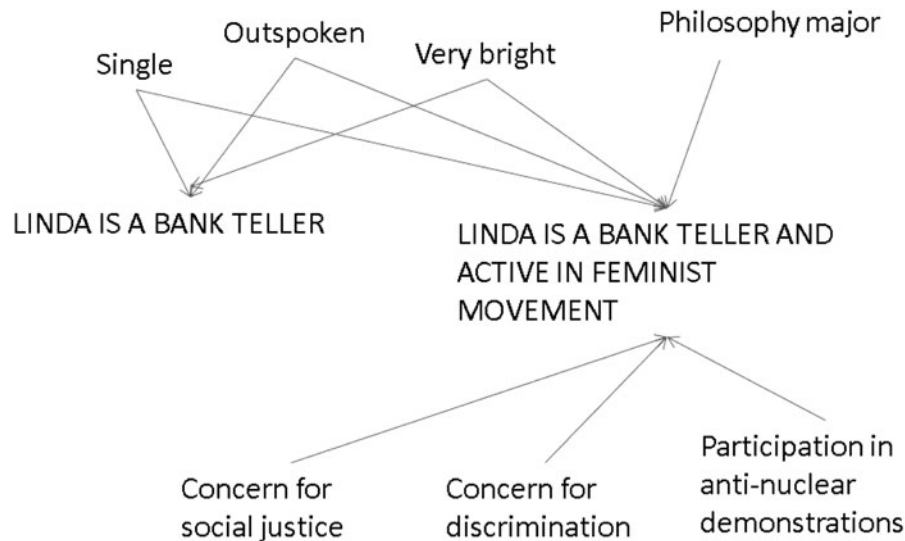 Single
Outspoken
Very bright
Philosophy major
LINDA IS A BANK TELLER
LINDA IS A BANK TELLER AND
ACTIVE IN FEMINIST
MOVEMENT
Concern for
social justice
Concern for
discrimination
Participation in
anti-nuclear
demonstrations